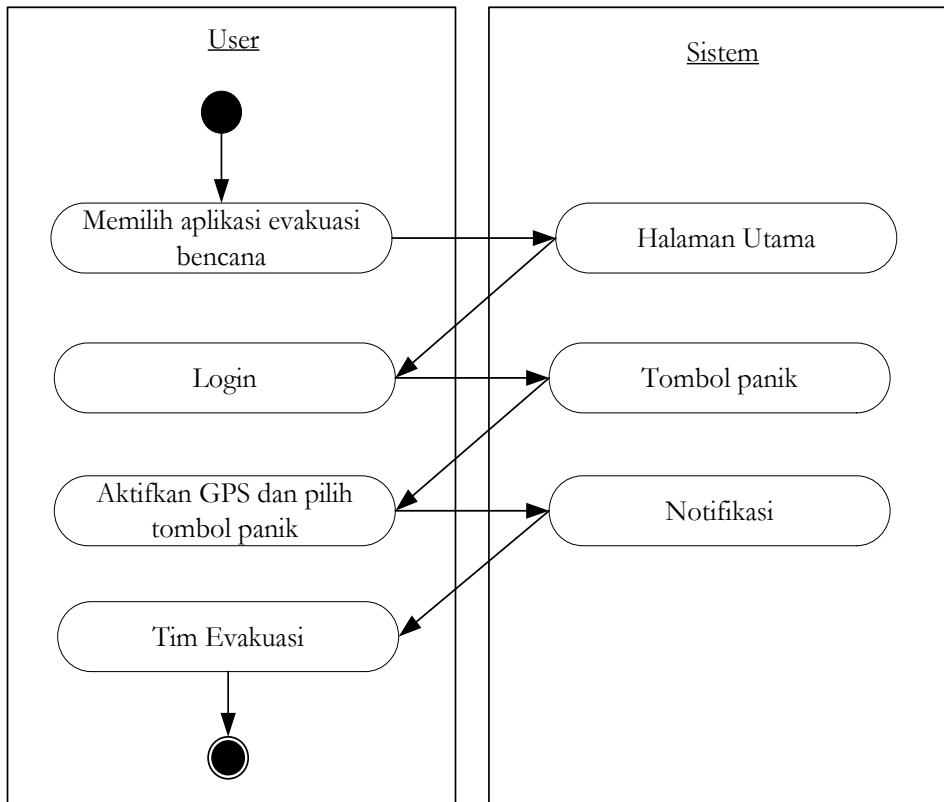 User
Sistem
Memilih aplikasi evakuasi
bencana
Halaman Utama
Login
Tombol panik
Aktifkan GPS dan pilih
tombol panik
Notifikasi
Tim Evakuasi